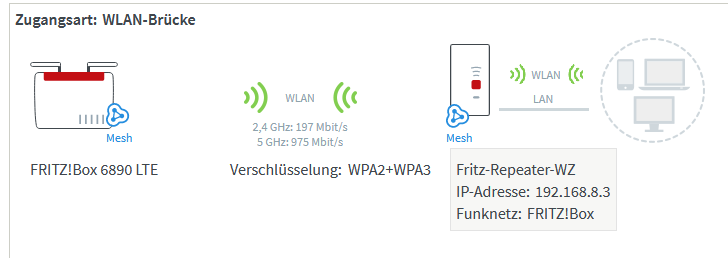 Zugangsart: WLAN-Brücke
WLAN
WLAN
LAN
2,4 GHz: 197 Mbit/s
5 GHz: 975 Mbit/s
Mesh
Mesh
FRITZ!Box 6890 LTE
Verschlüsselung: WPA2+WPA3
Fritz-Repeater-WZ
IP-Adresse: 192.168.8.3
Funknetz: FRITZ!Box